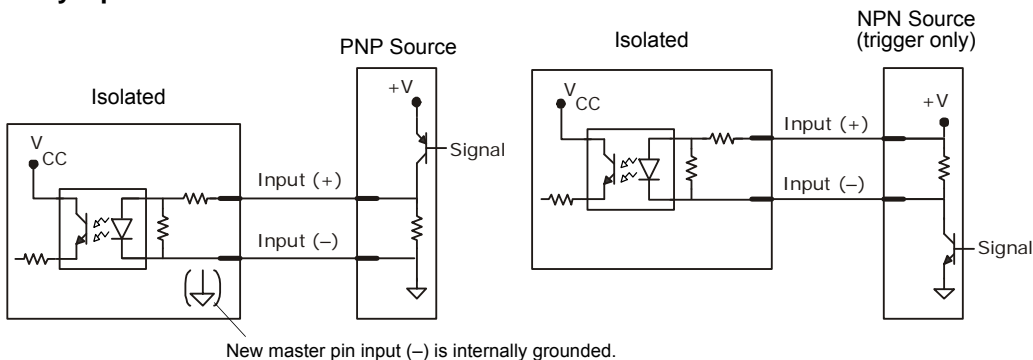 PNP Source
Isolated
V
CC
+V
Signal
Input (+)
Input (–)
New master pin input (–) is internally grounded.
NPN Source
(trigger only)
Isolated
V
CC
+V
Input (+)
Input (–)
Signal